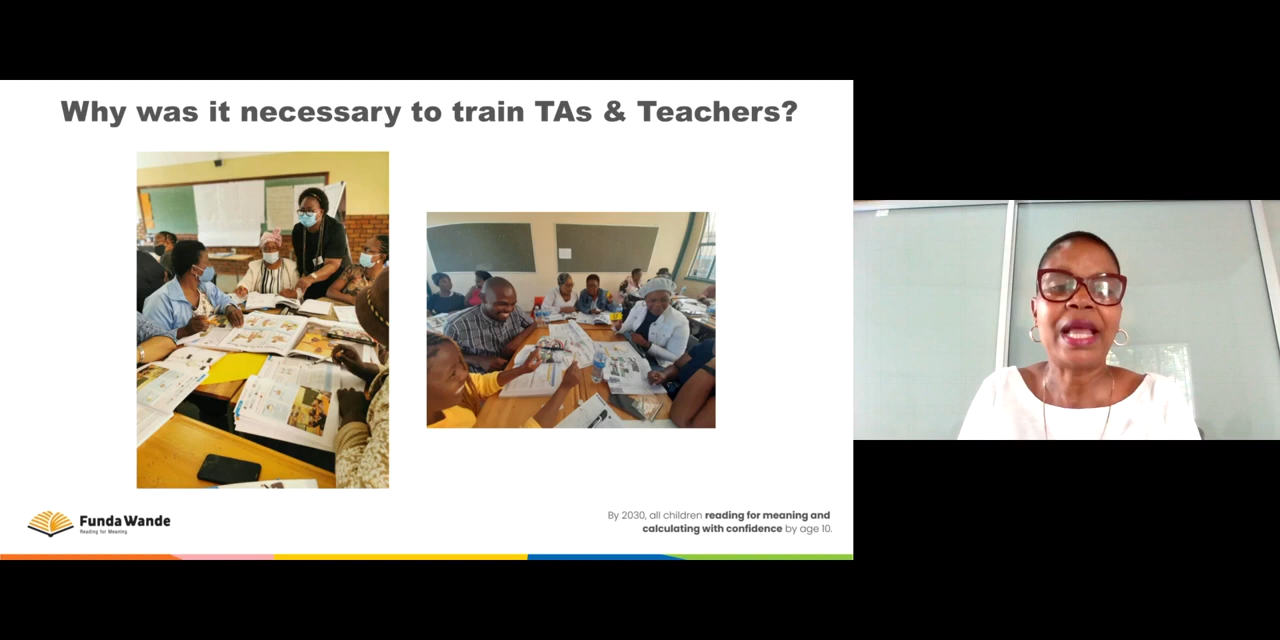 Why was it necessary to train TAs & Teachers?
Funda Wande
Reading for Meaning
By 2030, all children reading for meaning and
calculating with confidence by age 10.